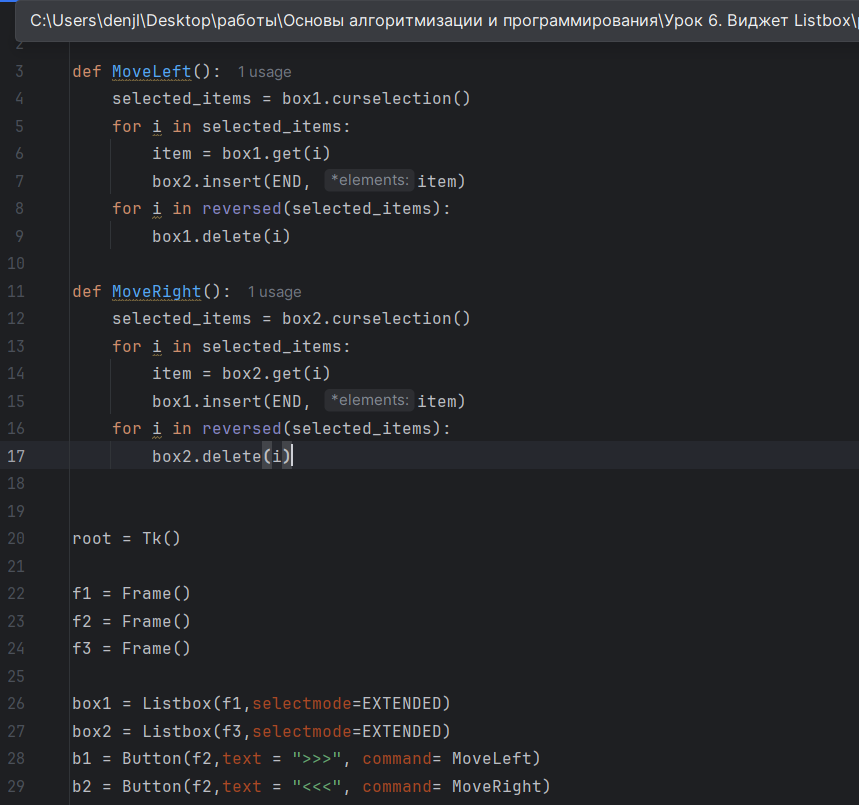 C:\Users\denjl\Desktop\работы\Основы алгоритмизации и программирования\Урок 6. Виджет Listbox\
2
3 def MoveLeft(): 1 usage
4 selected_items = box1.curselection()
5 for i in selected_items:
6 item = box1.get(i)
7 box2.insert(END, *elements: item)
8 for i in reversed(selected_items):
9 box1.delete(i)
10
11 def MoveRight(): 1 usage
12 selected_items = box2.curselection()
13 for i in selected_items:
14 item = box2.get(i)
15 box1.insert(END, *elements: item)
16 for i in reversed(selected_items):
17 box2.delete(i)
18
19
20 root = Tk()
21
22 f1 = Frame()
23 f2 = Frame()
24 f3 = Frame()
25
26 box1 = Listbox(f1,selectmode=EXTENDED)
27 box2 = Listbox(f3,selectmode=EXTENDED)
28 b1 = Button(f2,text = ">>>", command= MoveLeft)
29 b2 = Button(f2,text = "<<<", command= MoveRight)